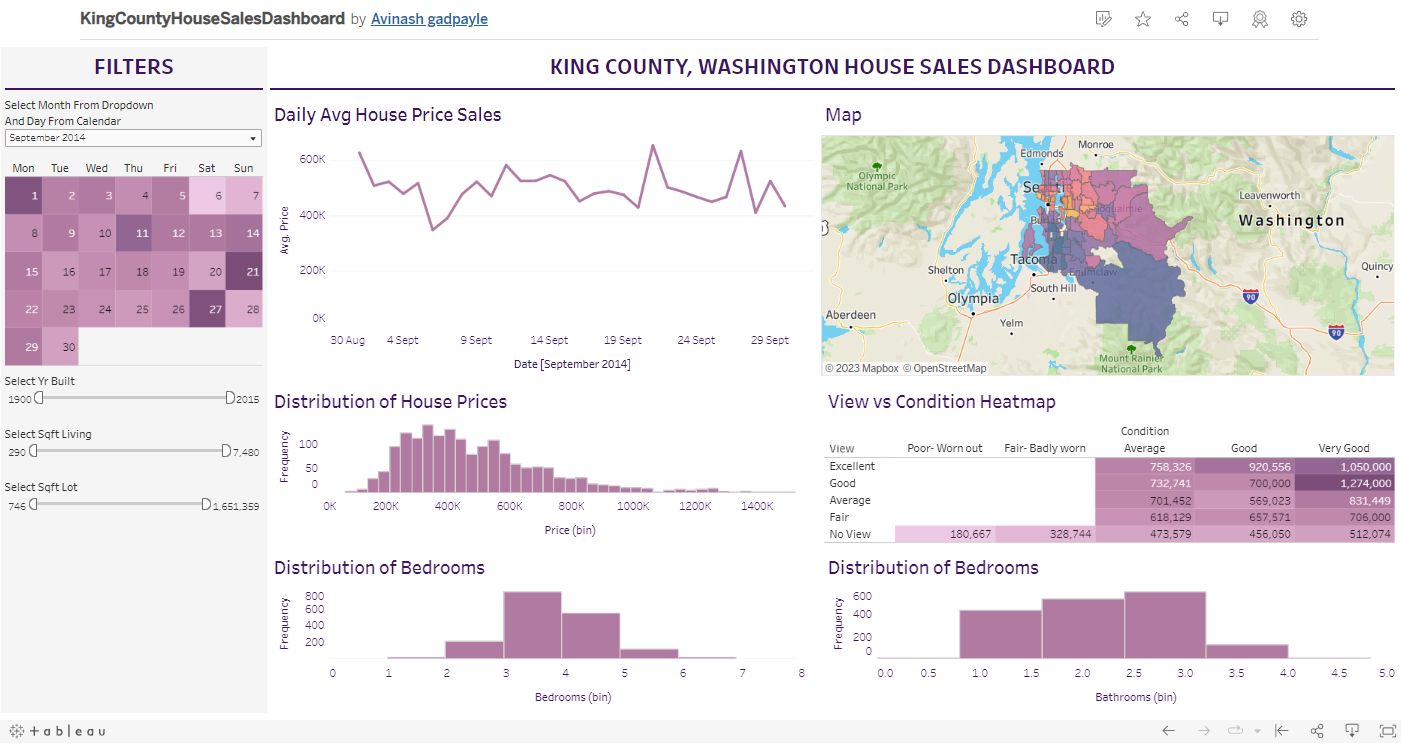 KingCountyHouseSalesDashboard by Avinash gadpayle
FILTERS
KING COUNTY, WASHINGTON HOUSE SALES DASHBOARD
Select Month From Dropdown
And Day From Calendar
September 2014
Mon Tue Wed Thu Fri Sat Sun
1 2 3 4 5 6 7
8 9 10 11 12 13 14
15 16 17 18 19 20 21
22 23 24 25 26 27 28
29 30
Select Yr Built
1900 2015
Select Sqft Living
290 7,480
Select Sqft Lot
746 1,651,359
Daily Avg House Price Sales
Avg. Price
600K
400K
200K
0K
30 Aug 4 Sept 9 Sept 14 Sept 19 Sept 24 Sept 29 Sept
Date [September 2014]
Map
Monroe
Edmonds
Olympic
National Park
Leavenworth
Washington
Tacoma
Enumclaw
Shelton
South Hill
Quincy
Olympia
90
Aberdeen
Yelm
90
Mount Rainier
National Park
© 2023 Mapbox © OpenStreetMap
Distribution of House Prices
Frequency
100
50
0
0K 200K 400K 600K 800K 1000K 1200K 1400K
Price (bin)
View vs Condition Heatmap
Condition
View Poor- Worn out Fair- Badly worn Average Good Very Good
Excellent 758,326 920,556 1,050,000
Good 732,741 700,000 1,274,000
Average 701,452 569,023 831,449
Fair 618,129 657,571 706,000
No View 180,667 328,744 473,579 456,050 512,074
Distribution of Bedrooms
Frequency
800
600
400
200
0 1 2 3 4 5 6 7 8
Bedrooms (bin)
Distribution of Bedrooms
Frequency
600
400
200
0
0.0 0.5 1.0 1.5 2.0 2.5 3.0 3.5 4.0 4.5 5.0
Bathrooms (bin)
+ a b | e a u